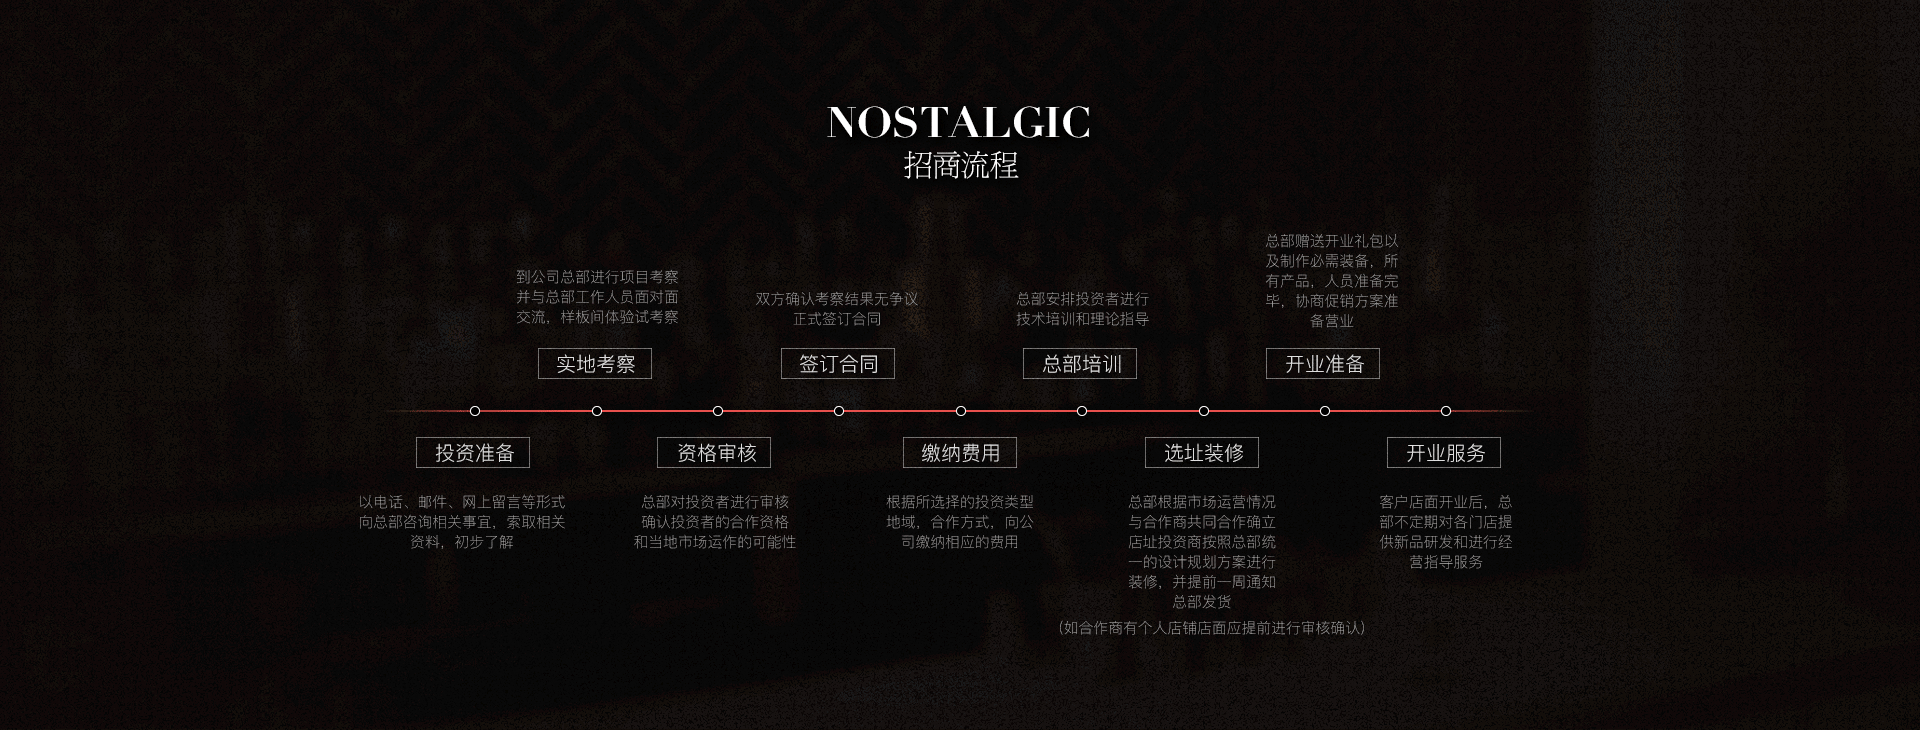 NOSTALGIC
招商流程
到公司总部进行项目考察
并与总部工作人员面对面
交流，样板间体验试考察
实地考察
双方确认考察结果无争议
正式签订合同
签订合同
总部安排投资者进行
技术培训和理论指导
总部培训
总部赠送开业礼包以
及制作必需装备，所
有产品，人员准备完
毕，协商促销方案准
备营业
开业准备
投资准备
以电话、邮件、网上留言等形式
向总部咨询相关事宜，索取相关
资料，初步了解
资格审核
总部对投资者进行审核
确认投资者的合作资格
和当地市场运作的可能性
缴纳费用
根据所选择的投资类型
地域，合作方式，向公
司缴纳相应的费用
选址装修
总部根据市场运营情况
与合作商共同合作确立
店址投资商按照总部统
一的设计规划方案进行
装修，并提前一周通知
总部发货
(如合作商有个人店铺店面应提前进行审核确认)
开业服务
客户店面开业后，总
部不定期对各门店提
供新品研发和进行经
营指导服务